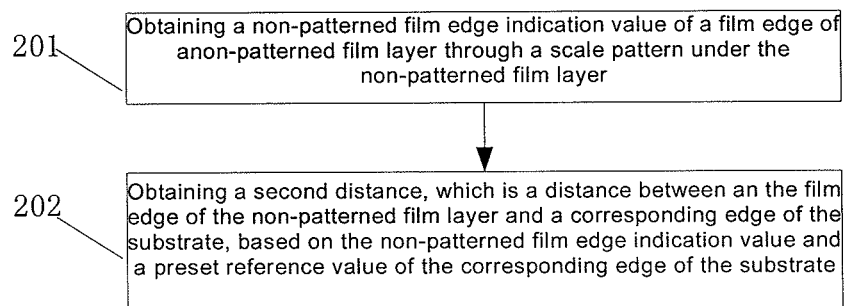 201
Obtaining a non-patterned film edge indication value of a film edge of
anon-patterned film layer through a scale pattern under the
non-patterned film layer
202
Obtaining a second distance, which is a distance between an the film
edge of the non-patterned film layer and a corresponding edge of the
substrate, based on the non-patterned film edge indication value and
a preset reference value of the corresponding edge of the substrate